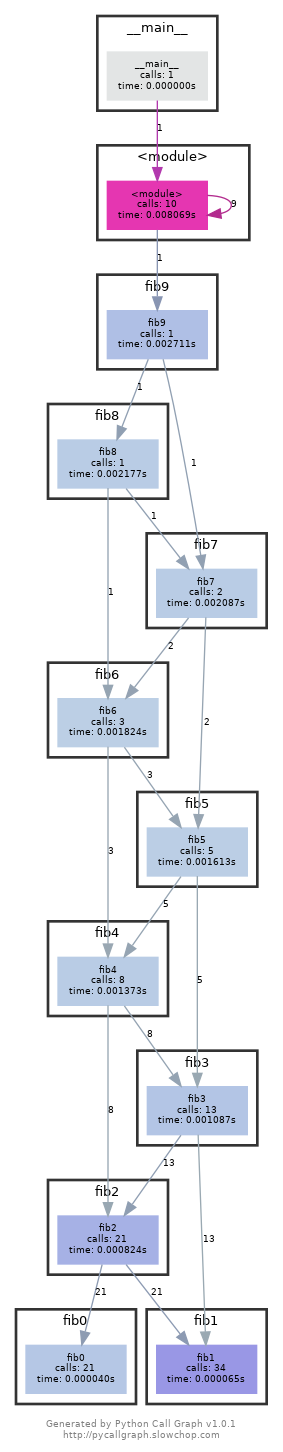 __main__
__main__
calls: 1
time: 0.000000s
1
<module>
<module>
calls: 10
time: 0.008069s
9
1
fib9
fib9
calls: 1
time: 0.002711s
1
fib8
fib8
calls: 1
time: 0.002177s
1
1
fib7
fib7
calls: 2
time: 0.002087s
1
2
fib6
fib6
calls: 3
time: 0.001824s
2
3
fib5
fib5
calls: 5
time: 0.001613s
3
5
fib4
fib4
calls: 8
time: 0.001373s
5
8
fib3
fib3
calls: 13
time: 0.001087s
8
13
fib2
fib2
calls: 21
time: 0.000824s
13
21
21
fib0
fib0
calls: 21
time: 0.000040s
fib1
fib1
calls: 34
time: 0.000065s
Generated by Python Call Graph v1.0.1
http://pycallgraph.slowchop.com